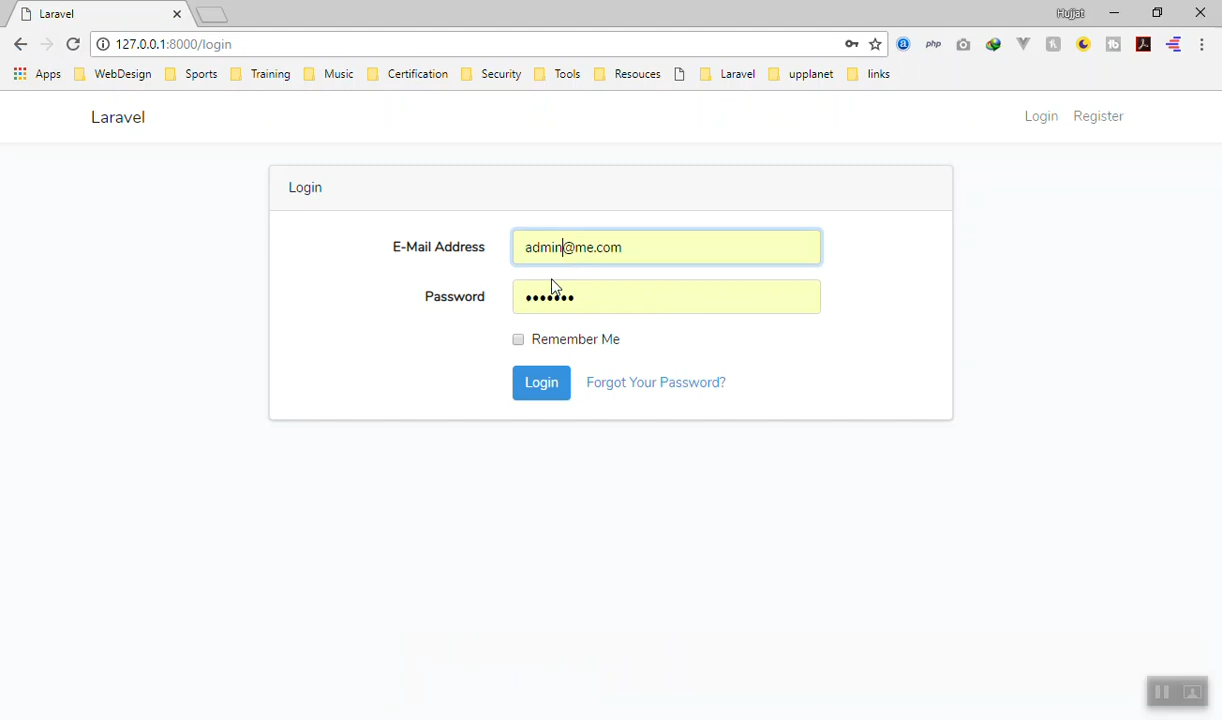 Laravel
Hujjat
127.0.0.1:8000/login
php
Apps WebDesign Sports Training Music Certification Security Tools Resouces Laravel upplanet links
Laravel Login Register
Login
E-Mail Address admin@me.com
Password •••••••
Remember Me
Login Forgot Your Password?